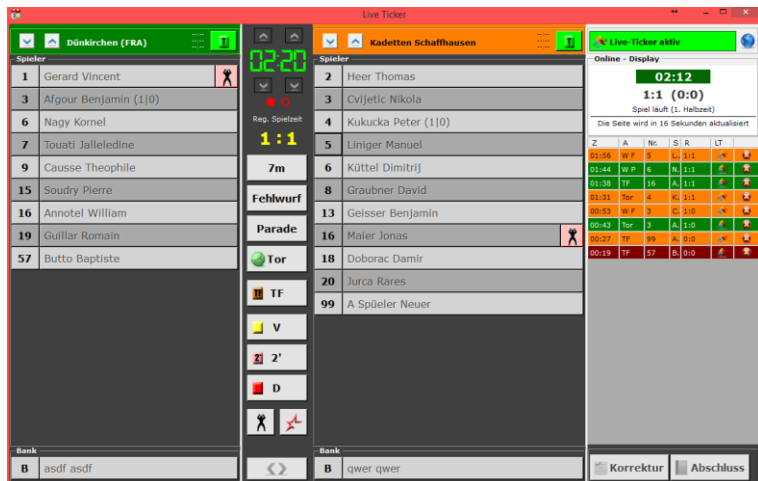 Live Ticker
Dünkirchen (FRA)
Spieler
1 Gerard Vincent
3 Afgour Benjamin (1|0)
6 Nagy Kornel
7 Touati Jalleledine
9 Causse Theophile
15 Soudry Pierre
16 Annotel William
19 Guillar Romain
57 Butto Baptiste
Bank
B asdf asdf
02:20
Reg. Spielzeit
1 : 1
7m
Fehlwurf
Parade
Tor
TF TF
V
2' 2'
D
Kadetten Schaffhausen
Spieler
2 Heer Thomas
3 Cvijetic Nikola
4 Kukucka Peter (1|0)
5 Liniger Manuel
6 Küttel Dimitrij
8 Graubner David
13 Geisser Benjamin
16 Maier Jonas
18 Doborac Damir
20 Jurca Rares
99 A Spüeler Neuer
Bank
B qwer qwer
Live-Ticker aktiv
Online - Display
02:12
1:1 (0:0)
Spiel läuft (1. Halbzeit)
Die Seite wird in 16 Sekunden aktualisiert
Z A Nr. S R LT
01:56 W F 5 L. 1:1
01:44 W P 6 N. 1:1
01:38 TF 16 A. 1:1
01:31 Tor 4 K. 1:1
00:53 W F 3 C. 1:0
00:43 Tor 3 A. 1:0
00:27 TF 99 A. 0:0
00:19 TF 57 B. 0:0
Korrektur Abschluss